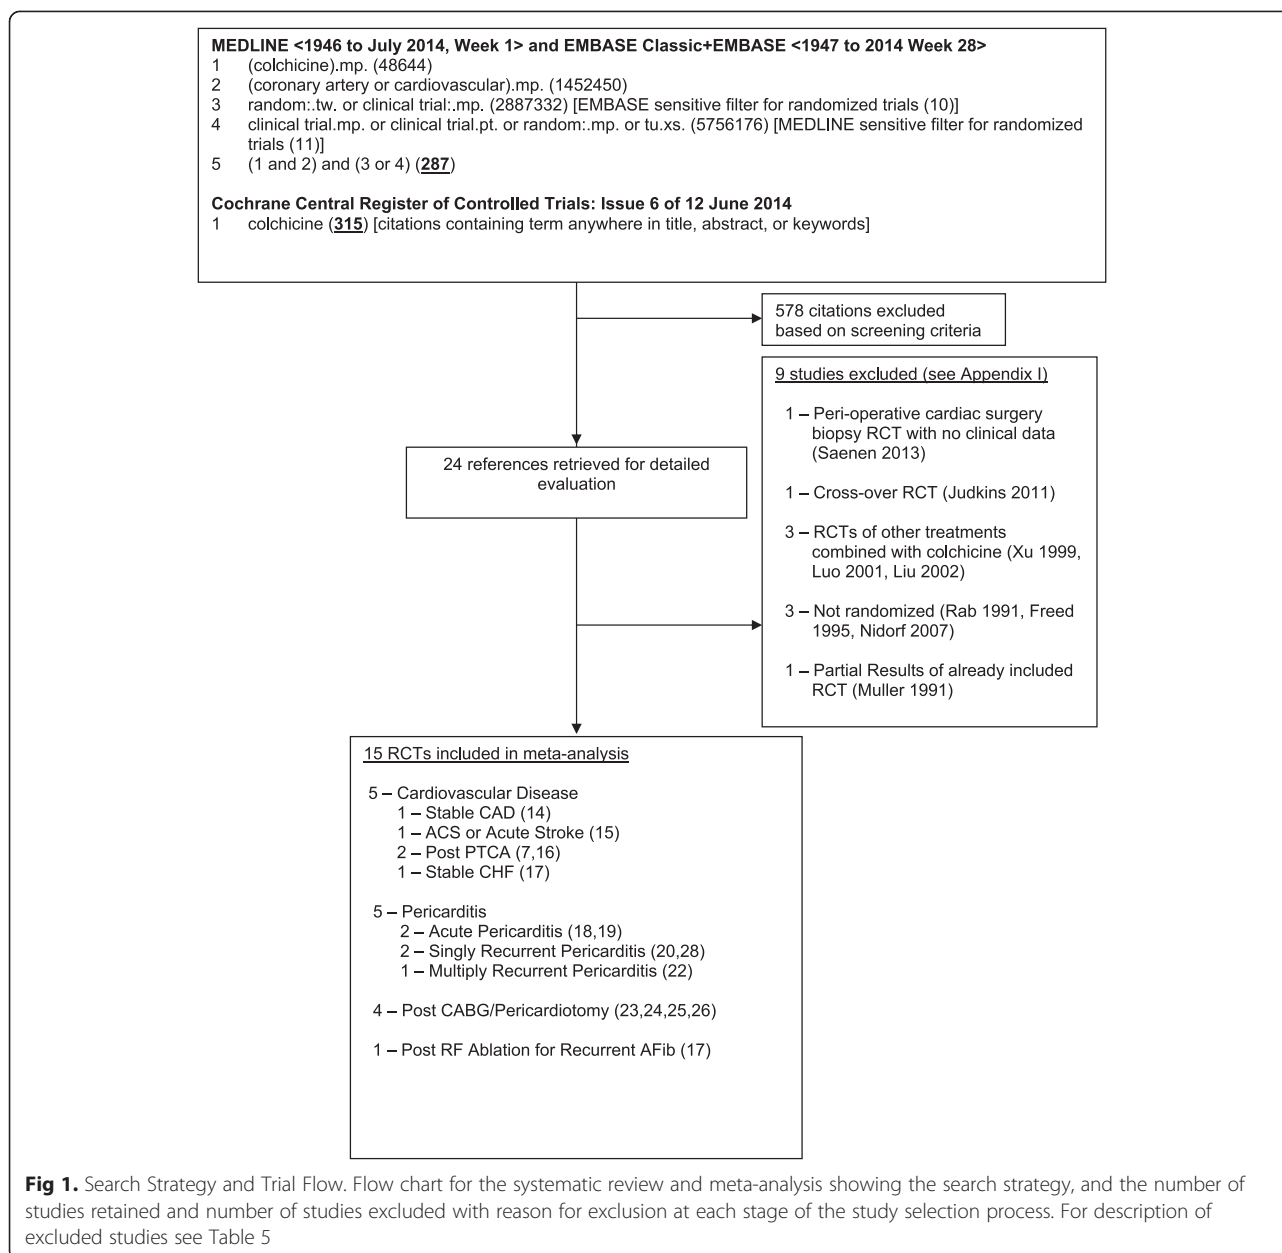 MEDLINE <1946 to July 2014, Week 1> and EMBASE Classic+EMBASE <1947 to 2014 Week 28>
1 (colchicine).mp. (48644)
2 (coronary artery or cardiovascular).mp. (1452450)
3 random:.tw. or clinical trial:.mp. (2887332) [EMBASE sensitive filter for randomized trials (10)]
4 clinical trial.mp. or clinical trial.pt. or random:.mp. or tu.xs. (5756176) [MEDLINE sensitive filter for randomized
trials (11)]
5 (1 and 2) and (3 or 4) (287)
Cochrane Central Register of Controlled Trials: Issue 6 of 12 June 2014
1 colchicine (315) [citations containing term anywhere in title, abstract, or keywords]
578 citations excluded
based on screening criteria
9 studies excluded (see Appendix I)
1 – Peri-operative cardiac surgery
biopsy RCT with no clinical data
(Saenen 2013)
1 – Cross-over RCT (Judkins 2011)
3 – RCTs of other treatments
combined with colchicine (Xu 1999,
Luo 2001, Liu 2002)
3 – Not randomized (Rab 1991, Freed
1995, Nidorf 2007)
1 – Partial Results of already included
RCT (Muller 1991)
24 references retrieved for detailed
evaluation
15 RCTs included in meta-analysis
5 – Cardiovascular Disease
1 – Stable CAD (14)
1 – ACS or Acute Stroke (15)
2 – Post PTCA (7,16)
1 – Stable CHF (17)
5 – Pericarditis
2 – Acute Pericarditis (18,19)
2 – Singly Recurrent Pericarditis (20,28)
1 – Multiply Recurrent Pericarditis (22)
4 – Post CABG/Pericardiotomy (23,24,25,26)
1 – Post RF Ablation for Recurrent AFib (17)
Fig 1. Search Strategy and Trial Flow. Flow chart for the systematic review and meta-analysis showing the search strategy, and the number of
studies retained and number of studies excluded with reason for exclusion at each stage of the study selection process. For description of
excluded studies see Table 5